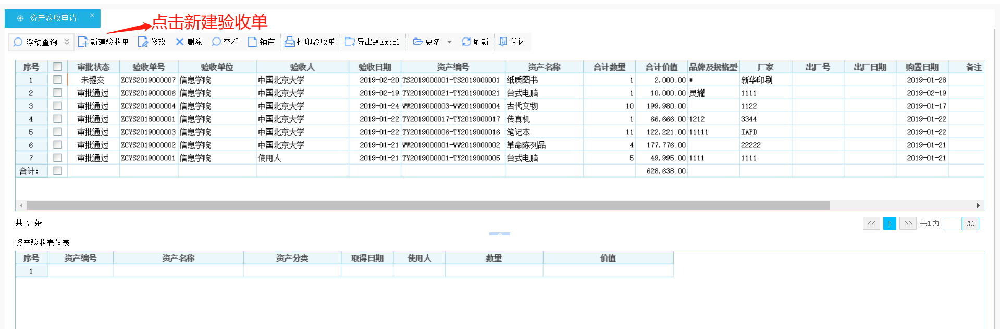 资产验收申请 ×
点击新建验收单
浮动查询 新建验收单 修改 删除 查看 销审 打印验收单 导出到Excel 更多 刷新 关闭
序号 审批状态 验收单号 验收单位 验收人 验收日期 资产编号 资产名称 合计数量 合计价值 品牌及规格型 厂家 出厂号 出厂日期 购置日期 备注
1 未提交 ZCYS2019000007 信息学院 中国北京大学 2019-02-20 TS2019000001-TS2019000001 纸质图书 1 2,000.00 * 新华印刷 2019-01-28
2 审批通过 ZCYS2019000006 信息学院 中国北京大学 2019-02-19 TY2019000021-TY2019000021 台式电脑 1 10,000.00 灵耀 1111 2019-02-19
3 审批通过 ZCYS2019000004 信息学院 中国北京大学 2019-01-24 WW2019000003-WW2019000004 古代文物 10 199,980.00 1122 2019-01-17
4 审批通过 ZCYS2018000001 信息学院 中国北京大学 2019-01-22 TY2019000017-TY2019000017 传真机 1 66,666.00 1212 3344 2019-01-22
5 审批通过 ZCYS2019000003 信息学院 中国北京大学 2019-01-22 TY2019000006-TY2019000016 笔记本 11 122,221.00 11111 IAPD 2019-01-22
6 审批通过 ZCYS2019000002 信息学院 中国北京大学 2019-01-21 WW2019000001-WW2019000002 革命陈列品 4 177,776.00 22222 2019-01-21
7 审批通过 ZCYS2019000001 信息学院 使用人 2019-01-21 TY2019000001-TY2019000005 台式电脑 5 49,995.00 1111 1111 2019-01-21
合计: 628,638.00
共 7 条 << 1 >> 共1页 GO
资产验收表体表
序号 资产编号 资产名称 资产分类 取得日期 使用人 数量 价值
1